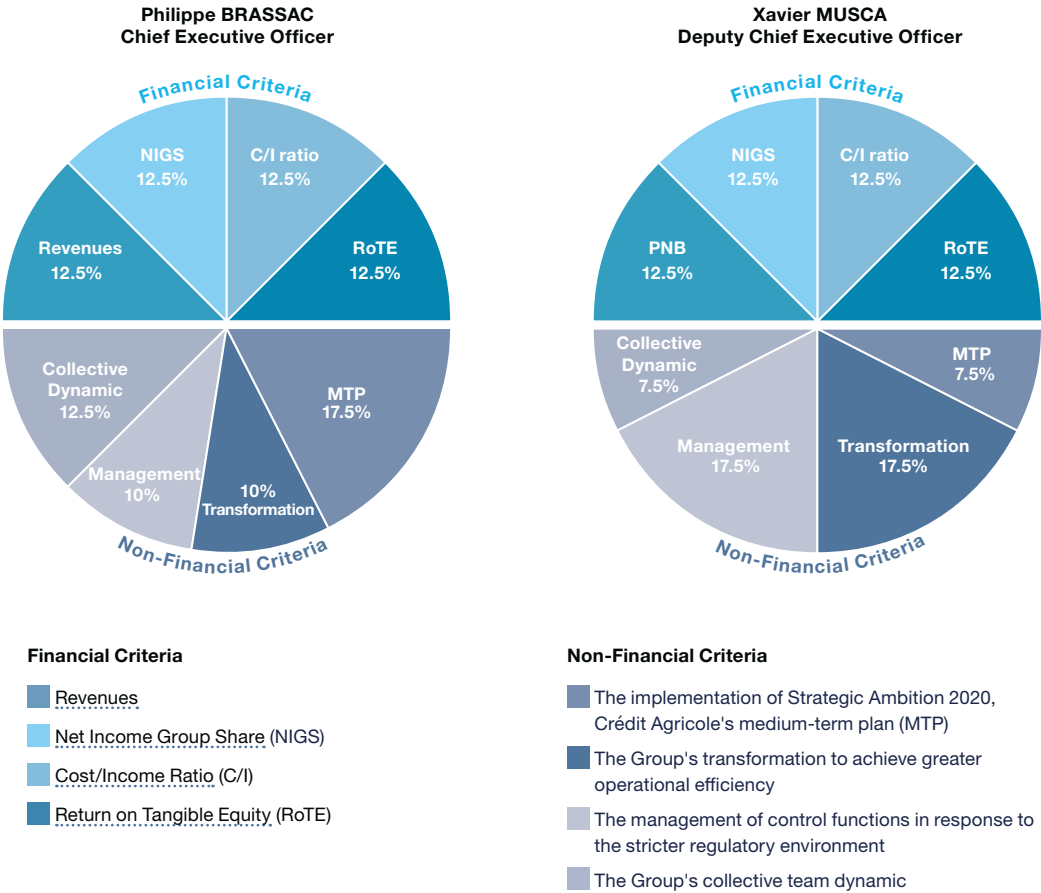 Philippe BRASSAC
Chief Executive Officer
Financial Criteria
NIGS
12.5%
C/I ratio
12.5%
Revenues
12.5%
RoTE
12.5%
Collective
Dynamic
12.5%
MTP
17.5%
Management
10%
10%
Transformation
Non-Financial Criteria
Xavier MUSCA
Deputy Chief Executive Officer
Financial Criteria
NIGS
12.5%
C/I ratio
12.5%
PNB
12.5%
RoTE
12.5%
Collective
Dynamic
7.5%
MTP
7.5%
Management
17.5%
Transformation
17.5%
Non-Financial Criteria
Financial Criteria
Revenues
Net Income Group Share (NIGS)
Cost/Income Ratio (C/I)
Return on Tangible Equity (RoTE)
Non-Financial Criteria
The implementation of Strategic Ambition 2020,
Crédit Agricole's medium-term plan (MTP)
The Group's transformation to achieve greater
operational efficiency
The management of control functions in response to
the stricter regulatory environment
The Group's collective team dynamic